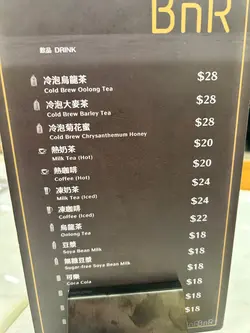 BnR
飲品 DRINK
冷泡烏龍茶 $28
Cold Brew Oolong Tea
冷泡大麥茶 $28
Cold Brew Barley Tea
冷泡菊花蜜 $28
Cold Brew Chrysanthemum Honey
熱奶茶 $20
Milk Tea (Hot)
熱咖啡 $20
Coffee (Hot)
凍奶茶 $24
Milk Tea (Iced)
凍咖啡 $24
Coffee (Iced)
烏龍茶 $22
Oolong Tea
豆漿 $18
Soya Bean Milk
無糖豆漿 $18
Sugar-free Soya Bean Milk
可樂 $18
Coca Cola
$18
$18